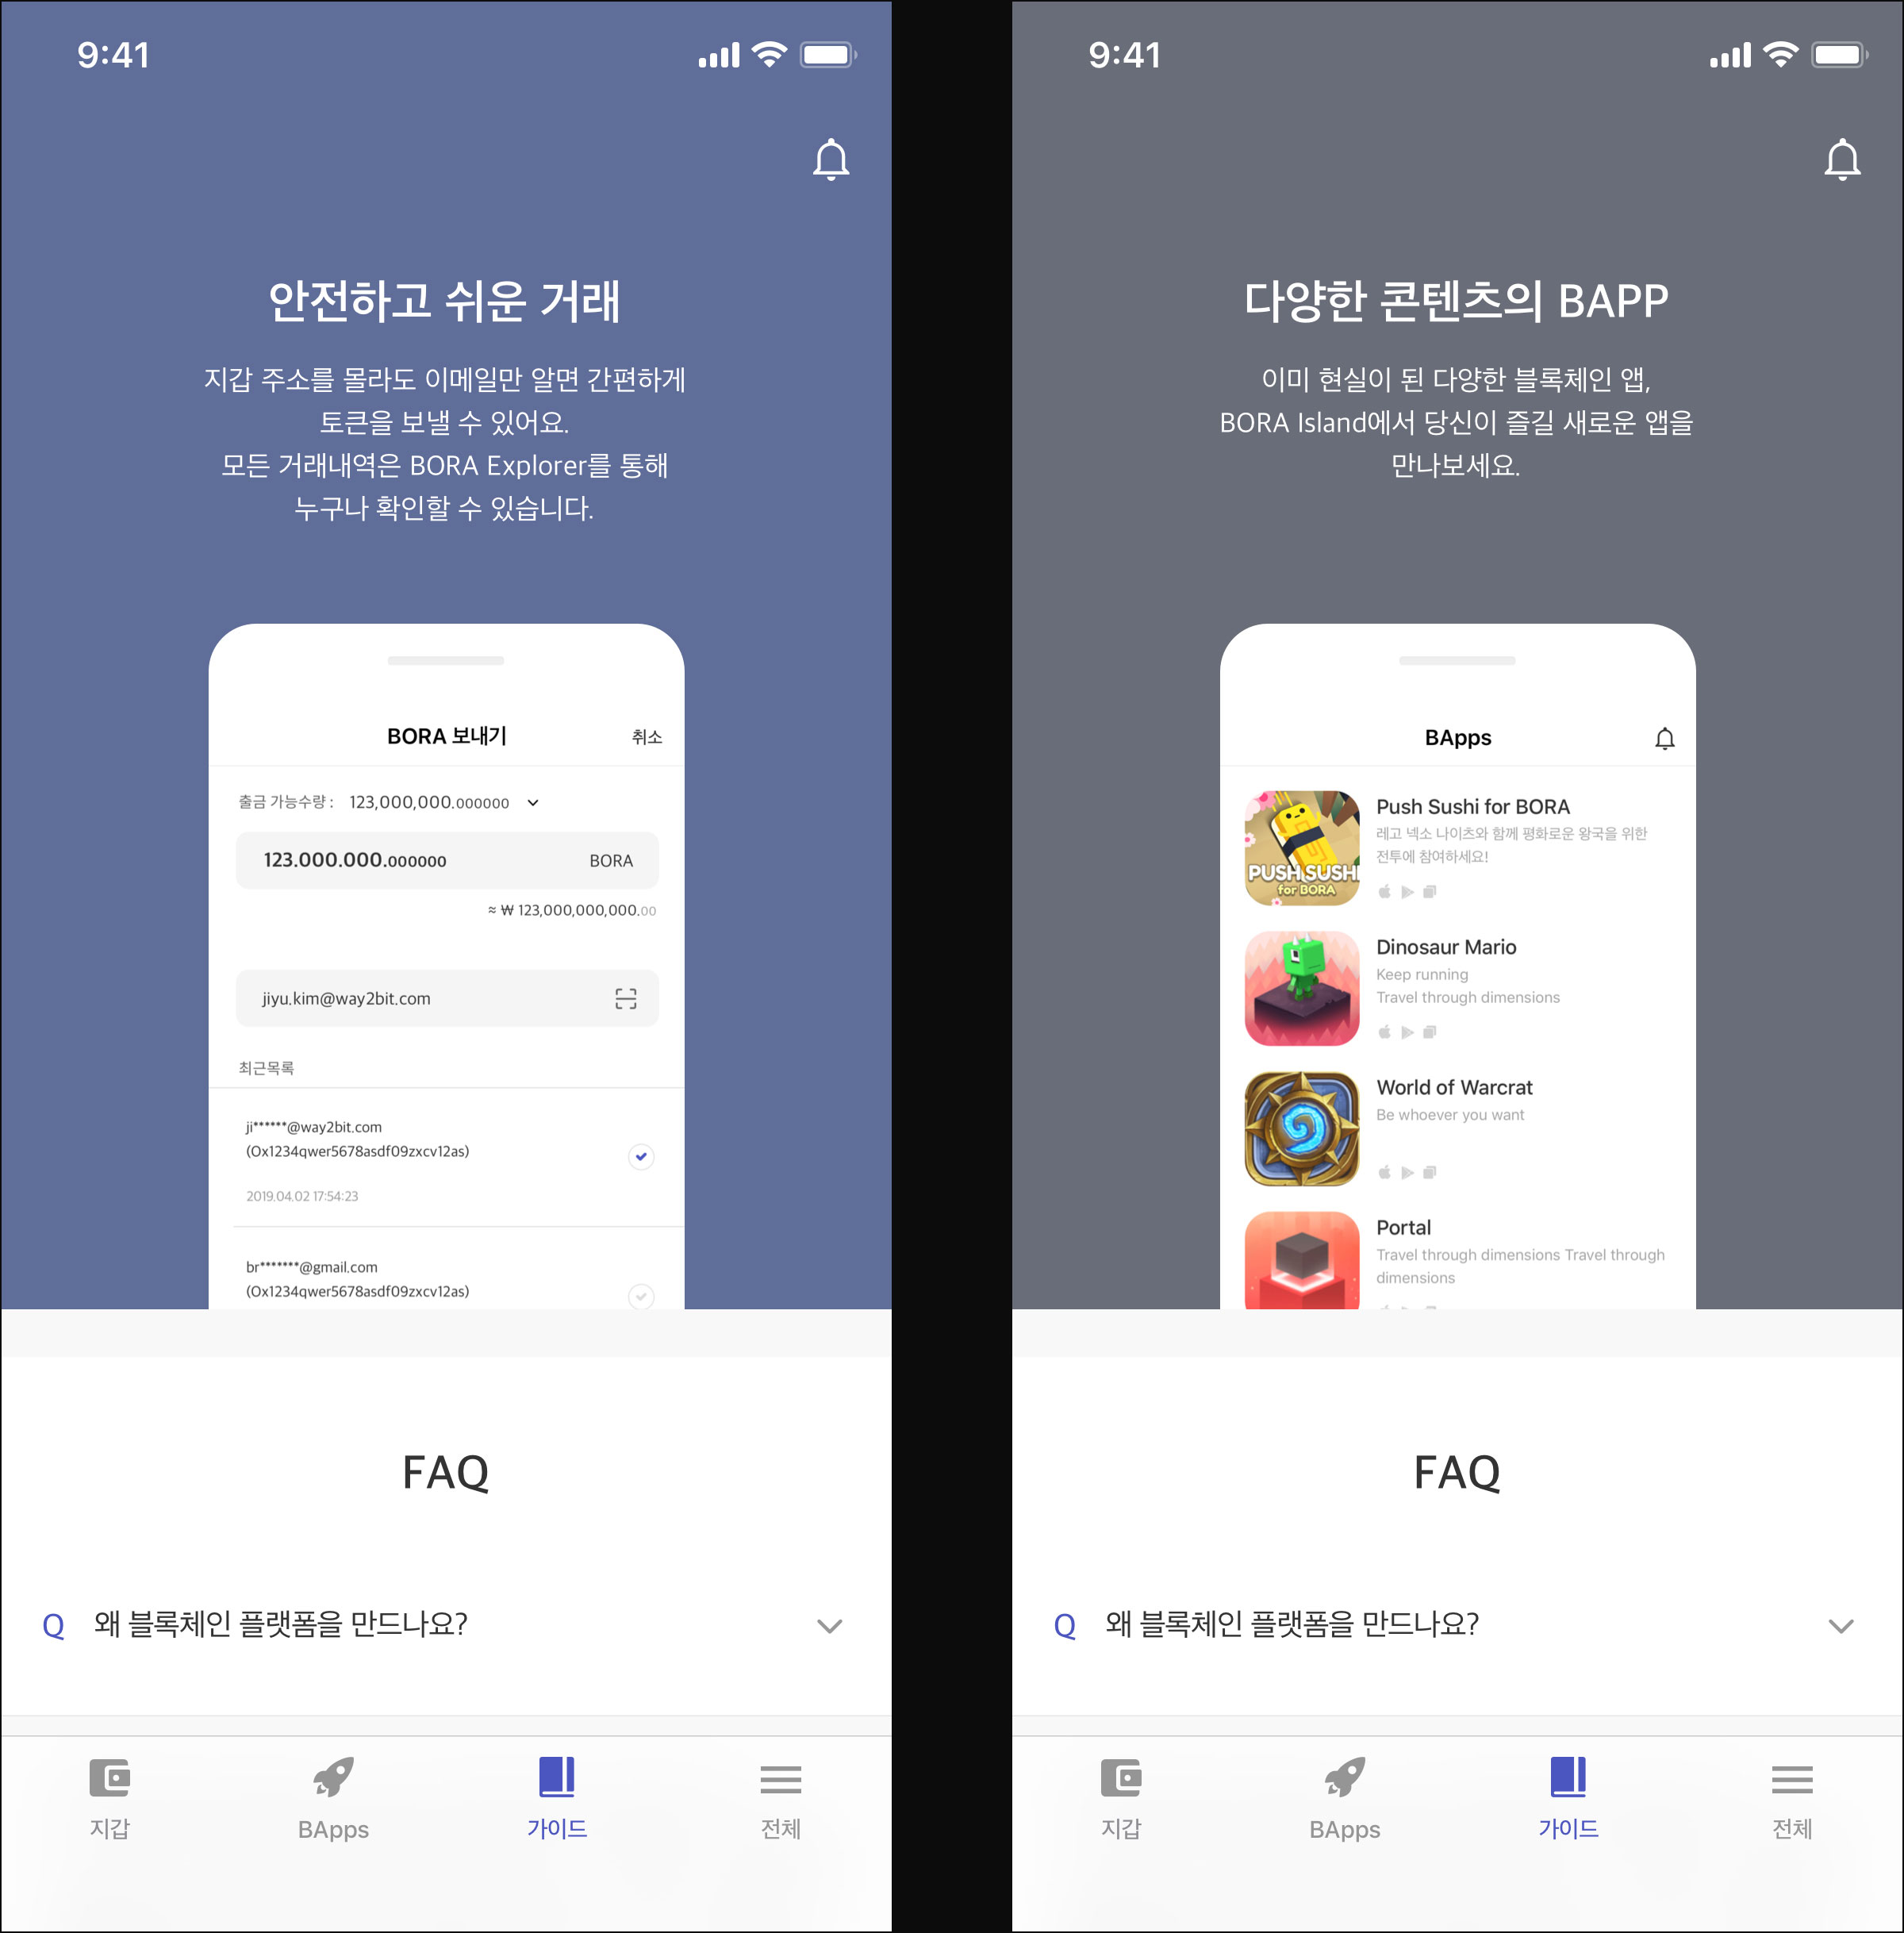 9:41
안전하고 쉬운 거래
지갑 주소를 몰라도 이메일만 알면 간편하게
토큰을 보낼 수 있어요.
모든 거래내역은 BORA Explorer를 통해
누구나 확인할 수 있습니다.
BORA 보내기
취소
출금 가능수량 : 123,000,000.000000
123.000.000.000000 BORA
≈ ₩ 123,000,000,000.00
jiyu.kim@way2bit.com
최근목록
ji******@way2bit.com
(0x1234qwer5678asdf09zxcv12as)
2019.04.02 17:54:23
br*******@gmail.com
(0x1234qwer5678asdf09zxcv12as)
FAQ
Q 왜 블록체인 플랫폼을 만드나요?
지갑 BApps 가이드 전체
9:41
다양한 콘텐츠의 BAPP
이미 현실이 된 다양한 블록체인 앱,
BORA Island에서 당신이 즐길 새로운 앱을
만나보세요.
BApps
PUSH SUSHI
for BORA
Push Sushi for BORA
레고 넥소 나이츠와 함께 평화로운 왕국을 위한
전투에 참여하세요!
Dinosaur Mario
Keep running
Travel through dimensions
World of Warcrat
Be whoever you want
Portal
Travel through dimensions Travel through
dimensions
FAQ
Q 왜 블록체인 플랫폼을 만드나요?
지갑 BApps 가이드 전체